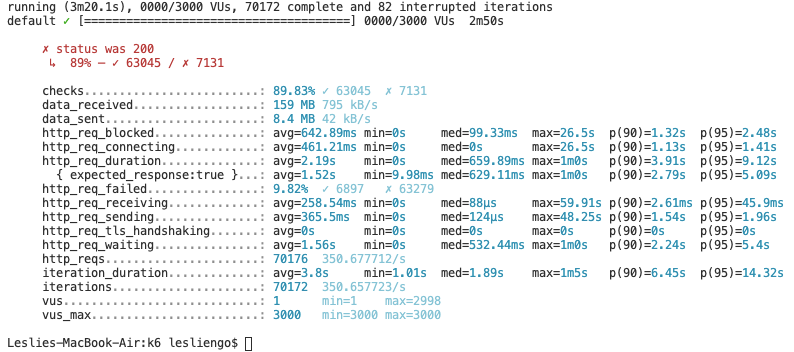 running (3m20.1s), 0000/3000 VUs, 70172 complete and 82 interrupted iterations
default ✓ [======================================] 0000/3000 VUs  2m50s

     ✗ status was 200
      ↳  89% — ✓ 63045 / ✗ 7131

     checks.........................: 89.83% ✓ 63045  ✗ 7131
     data_received..................: 159 MB 795 kB/s
     data_sent......................: 8.4 MB 42 kB/s
     http_req_blocked...............: avg=642.89ms min=0s     med=99.33ms  max=26.5s  p(90)=1.32s  p(95)=2.48s
     http_req_connecting............: avg=461.21ms min=0s     med=0s       max=26.5s  p(90)=1.13s  p(95)=1.41s
     http_req_duration..............: avg=2.19s    min=0s     med=659.89ms max=1m0s   p(90)=3.91s  p(95)=9.12s
       { expected_response:true }...: avg=1.52s    min=9.98ms med=629.11ms max=1m0s   p(90)=2.79s  p(95)=5.09s
     http_req_failed................: 9.82%  ✓ 6897   ✗ 63279
     http_req_receiving.............: avg=258.54ms min=0s     med=88µs     max=59.91s p(90)=2.61ms p(95)=45.9ms
     http_req_sending...............: avg=365.5ms  min=0s     med=124µs    max=48.25s p(90)=1.54s  p(95)=1.96s
     http_req_tls_handshaking.......: avg=0s       min=0s     med=0s       max=0s     p(90)=0s     p(95)=0s
     http_req_waiting...............: avg=1.56s    min=0s     med=532.44ms max=1m0s   p(90)=2.24s  p(95)=5.4s
     http_reqs......................: 70176  350.677712/s
     iteration_duration.............: avg=3.8s     min=1.01s  med=1.89s    max=1m5s   p(90)=6.45s  p(95)=14.32s
     iterations.....................: 70172  350.657723/s
     vus............................: 1      min=1    max=2998
     vus_max........................: 3000   min=3000 max=3000

Leslies-MacBook-Air:k6 lesliengo$